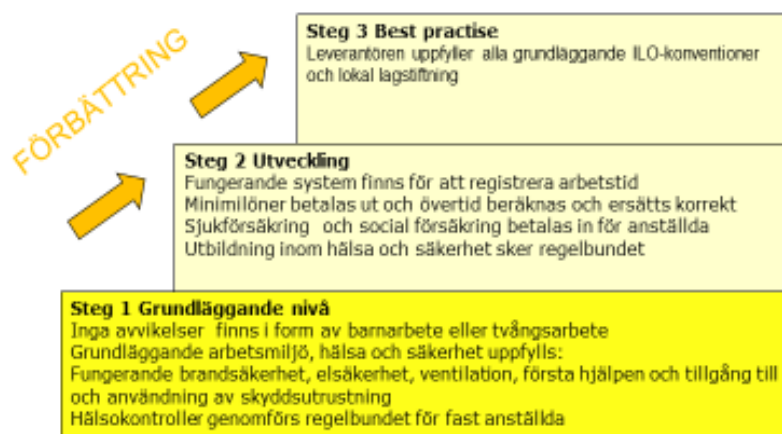 FÖRBÄTTRING
Steg 3 Best practise
Leverantören uppfyller alla grundläggande ILO-konventioner
och lokal lagstiftning
Steg 2 Utveckling
Fungerande system finns för att registrera arbetstid
Minimilöner betalas ut och övertid beräknas och ersätts korrekt
Sjukförsäkring och social försäkring betalas in för anställda
Utbildning inom hälsa och säkerhet sker regelbundet
Steg 1 Grundläggande nivå
Inga avvikelser finns i form av barnarbete eller tvångsarbete
Grundläggande arbetsmiljö, hälsa och säkerhet uppfylls:
Fungerande brandsäkerhet, elsäkerhet, ventilation, första hjälpen och tillgång till
och användning av skyddsutrustning
Hälsokontroller genomförs regelbundet för fast anställda